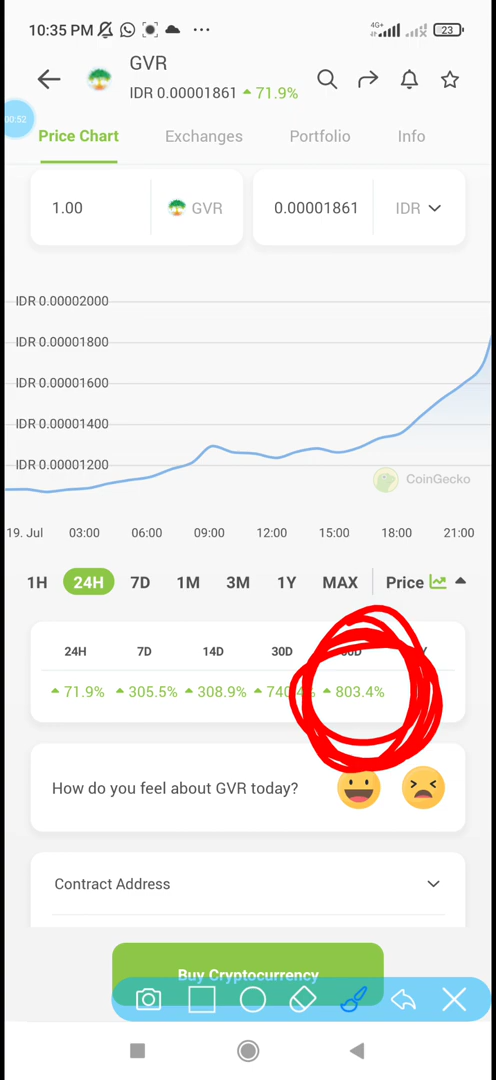 10:35 PM 4G+ 23
GVR
IDR 0.00001861 71.9%
00:52
Price Chart Exchanges Portfolio Info
1.00 GVR 0.00001861 IDR
IDR 0.00002000
IDR 0.00001800
IDR 0.00001600
IDR 0.00001400
IDR 0.00001200
CoinGecko
19. Jul 03:00 06:00 09:00 12:00 15:00 18:00 21:00
1H 24H 7D 1M 3M 1Y MAX Price
24H 7D 14D 30D
71.9% 305.5% 308.9% 740.4% 803.4%
How do you feel about GVR today?
Contract Address
Buy Cryptocurrency